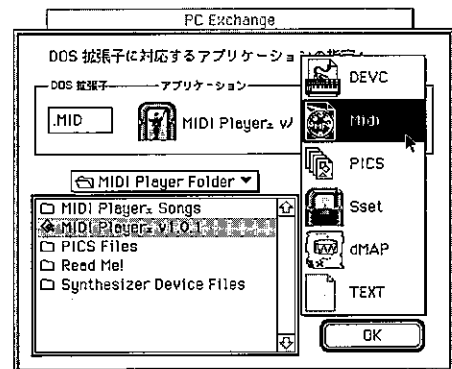 PC Exchange
DOS 拡張子に対応するアプリケーションの指定:
DOS 拡張子
アプリケーション
.MID
MIDI Player
MIDI Player Folder
MIDI Player Songs
MIDI Player v1.0.1
PICS Files
Read Me!
Synthesizer Device Files
DEVC
Midi
PICS
Sset
dMAP
TEXT
OK